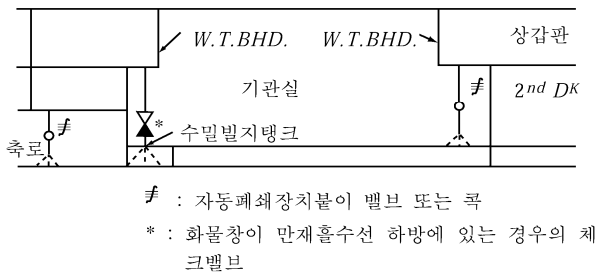 W.T.BHD. W.T.BHD. 상갑판
기관실 2nd DK
* 수밀빌지탱크
축로
: 자동폐쇄장치붙이 밸브 또는 콕
* : 화물창이 만재흘수선 하방에 있는 경우의 체
크밸브